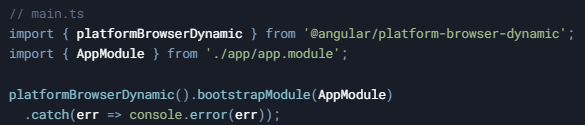 // main.ts
import { platformBrowserDynamic } from '@angular/platform-browser-dynamic';
import { AppModule } from './app/app.module';
platformBrowserDynamic().bootstrapModule(AppModule)
  .catch(err => console.error(err));